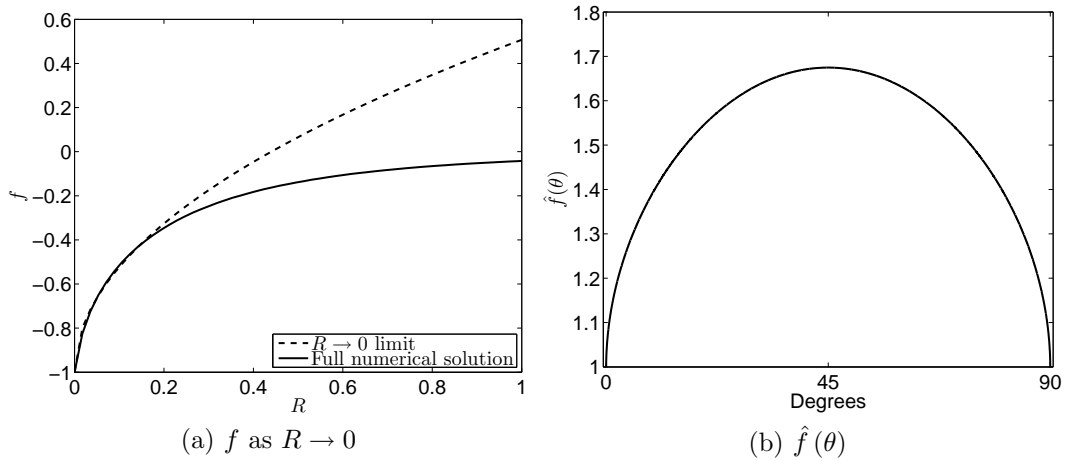 0.6
0.4
0.2
0
−0.2
−0.4
−0.6
−0.8
−1
f
0 0.2 0.4 0.6 0.8 1
R
R → 0 limit
Full numerical solution
(a) f as R → 0
1.8
1.7
1.6
1.5
1.4
1.3
1.2
1.1
1
f̂(θ)
0 45 90
Degrees
(b) f̂ (θ)